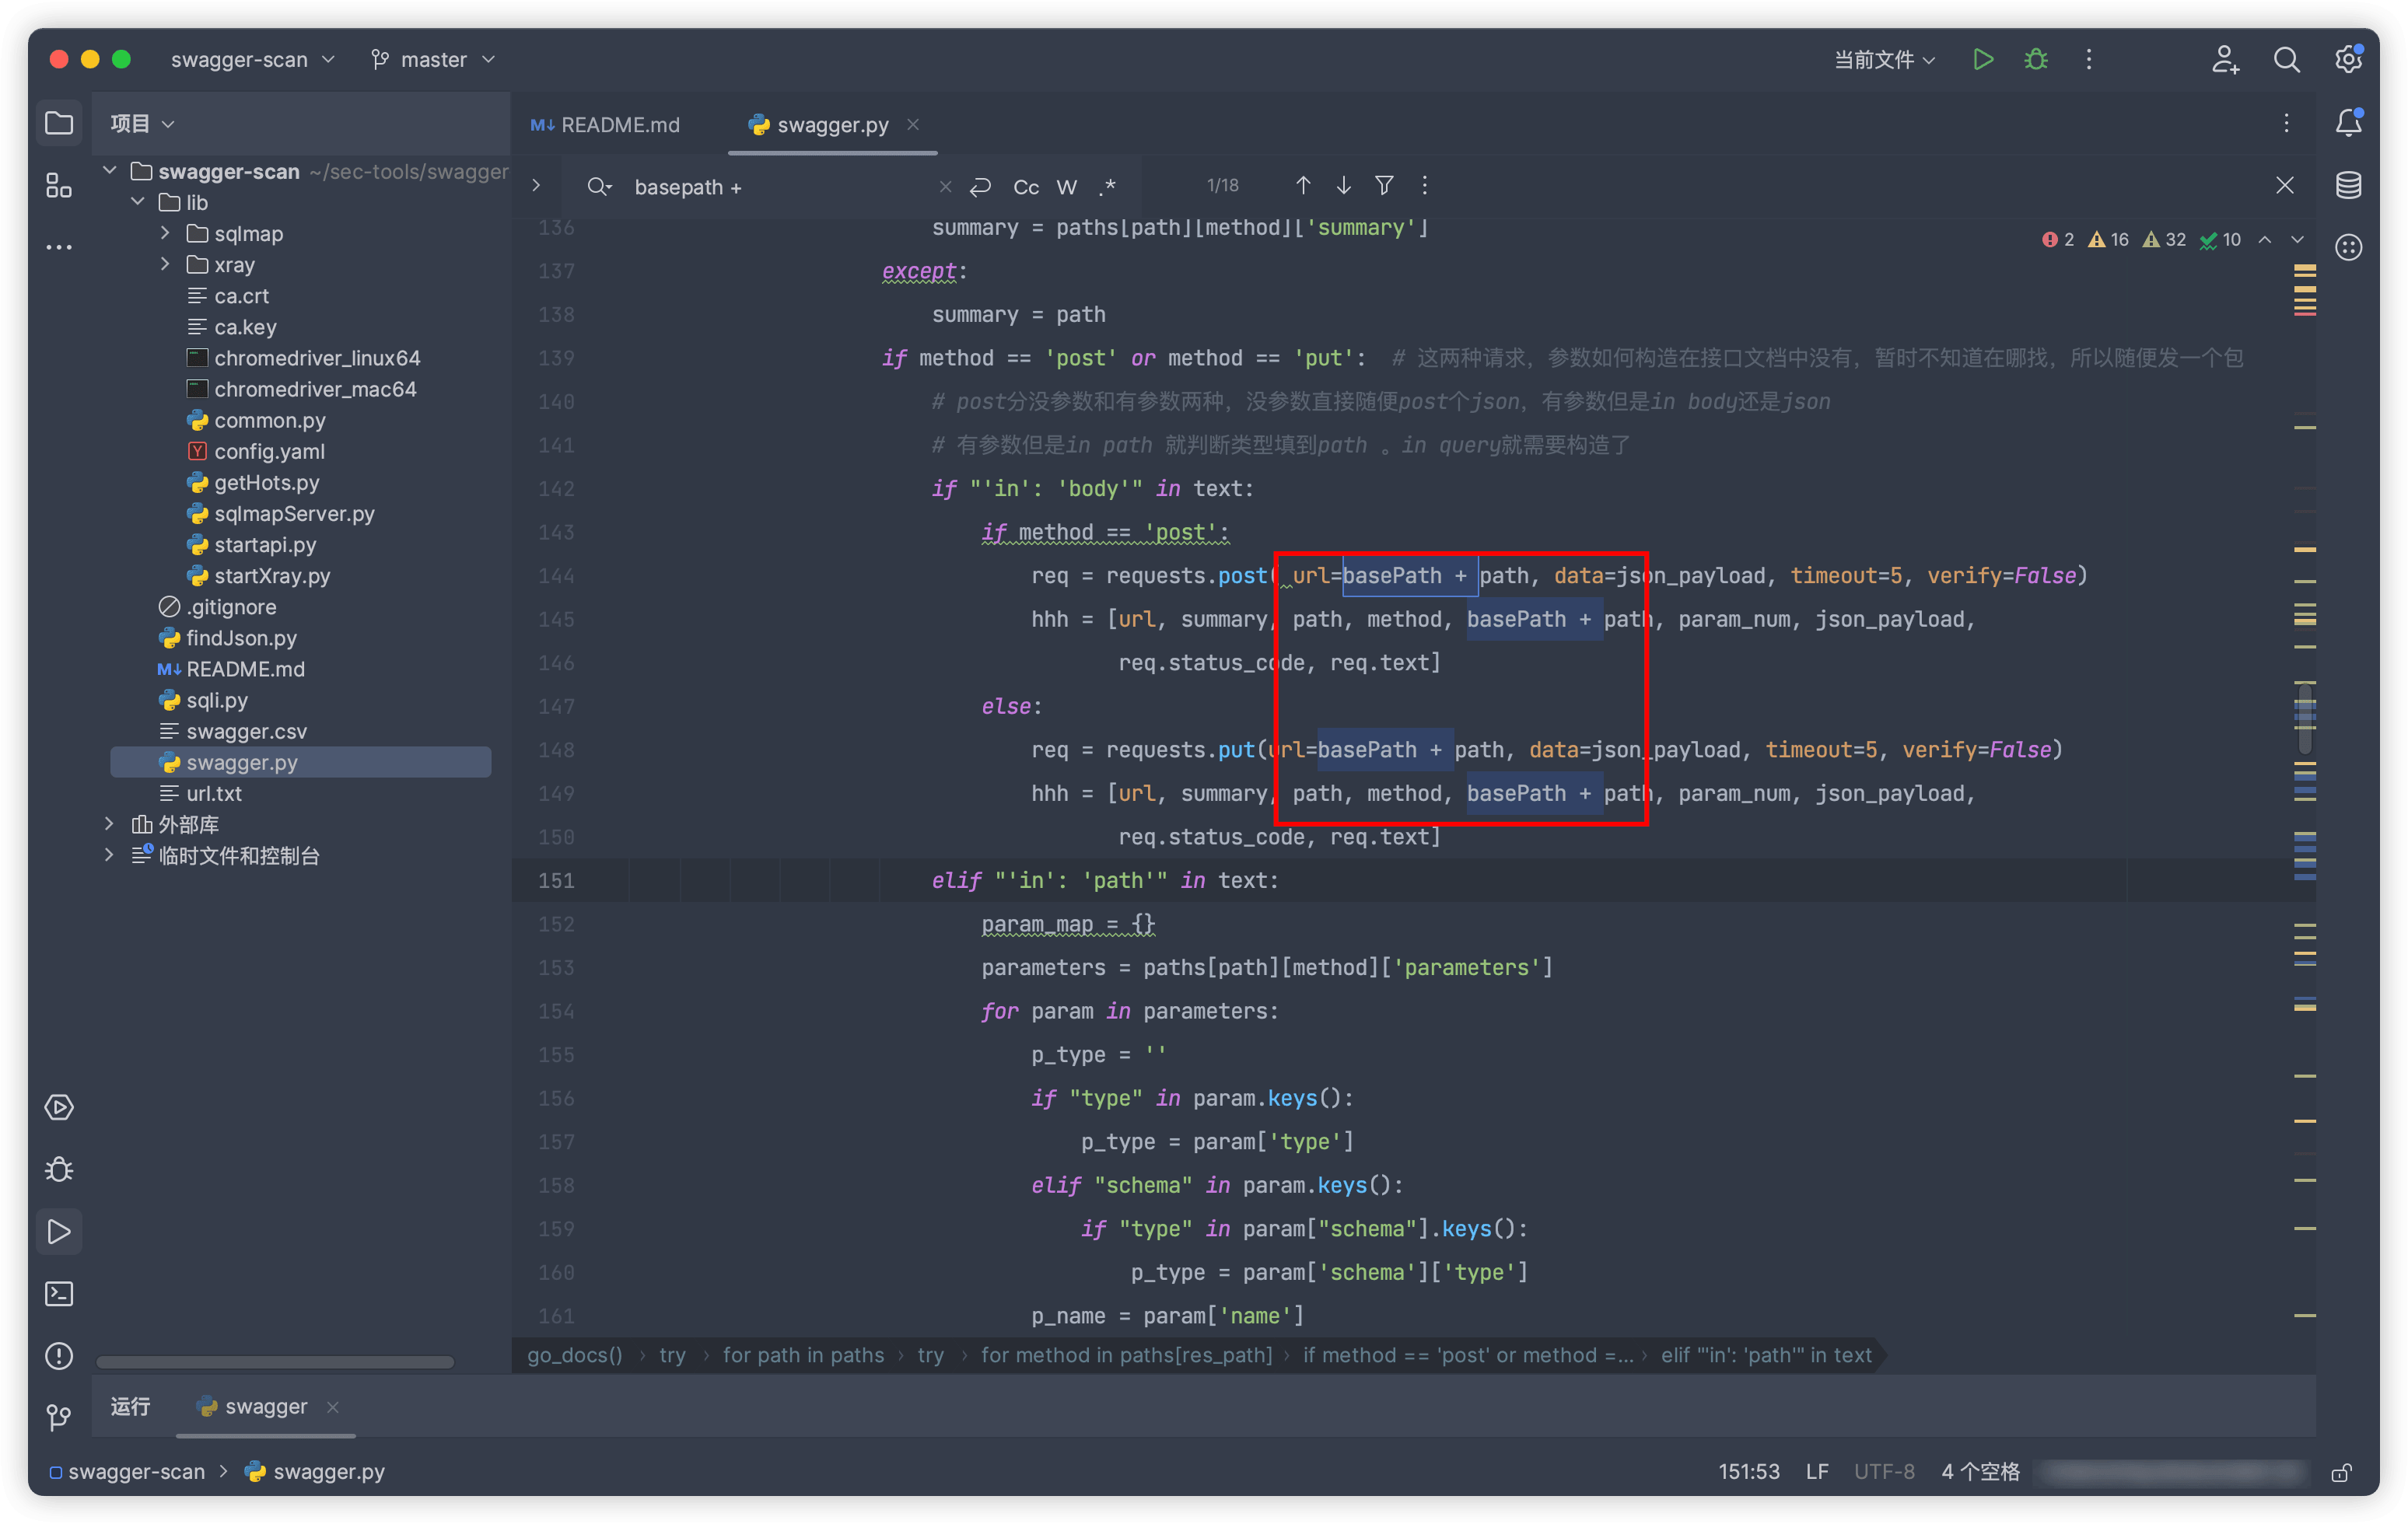 swagger-scan
master
当前文件
项目
README.md
swagger.py
swagger-scan ~/sec-tools/swagger
lib
sqlmap
xray
ca.crt
ca.key
chromedriver_linux64
chromedriver_mac64
common.py
config.yaml
getHots.py
sqlmapServer.py
startapi.py
startXray.py
.gitignore
findJson.py
README.md
sqli.py
swagger.csv
swagger.py
url.txt
外部库
临时文件和控制台
basepath +
Cc W .*
1/18
2 16 32 10
136 summary = paths[path][method]['summary']
137 except:
138 summary = path
139 if method == 'post' or method == 'put': # 这两种请求，参数如何构造在接口文档中没有，暂时不知道在哪找，所以随便发一个包
140 # post分没参数和有参数两种，没参数直接随便post个json，有参数但是in body还是json
141 # 有参数但是in path 就判断类型填到path 。in query就需要构造了
142 if "'in': 'body'" in text:
143 if method == 'post':
144 req = requests.post( url=basePath + path, data=json_payload, timeout=5, verify=False)
145 hhh = [url, summary, path, method, basePath + path, param_num, json_payload,
146 req.status_code, req.text]
147 else:
148 req = requests.put(url=basePath + path, data=json_payload, timeout=5, verify=False)
149 hhh = [url, summary, path, method, basePath + path, param_num, json_payload,
150 req.status_code, req.text]
151 elif "'in': 'path'" in text:
152 param_map = {}
153 parameters = paths[path][method]['parameters']
154 for param in parameters:
155 p_type = ''
156 if "type" in param.keys():
157 p_type = param['type']
158 elif "schema" in param.keys():
159 if "type" in param["schema"].keys():
160 p_type = param['schema']['type']
161 p_name = param['name']
go_docs() › try › for path in paths › try › for method in paths[res_path] › if method == 'post' or method =... › elif "'in': 'path'" in text
运行
swagger
swagger-scan > swagger.py
151:53 LF UTF-8 4 个空格